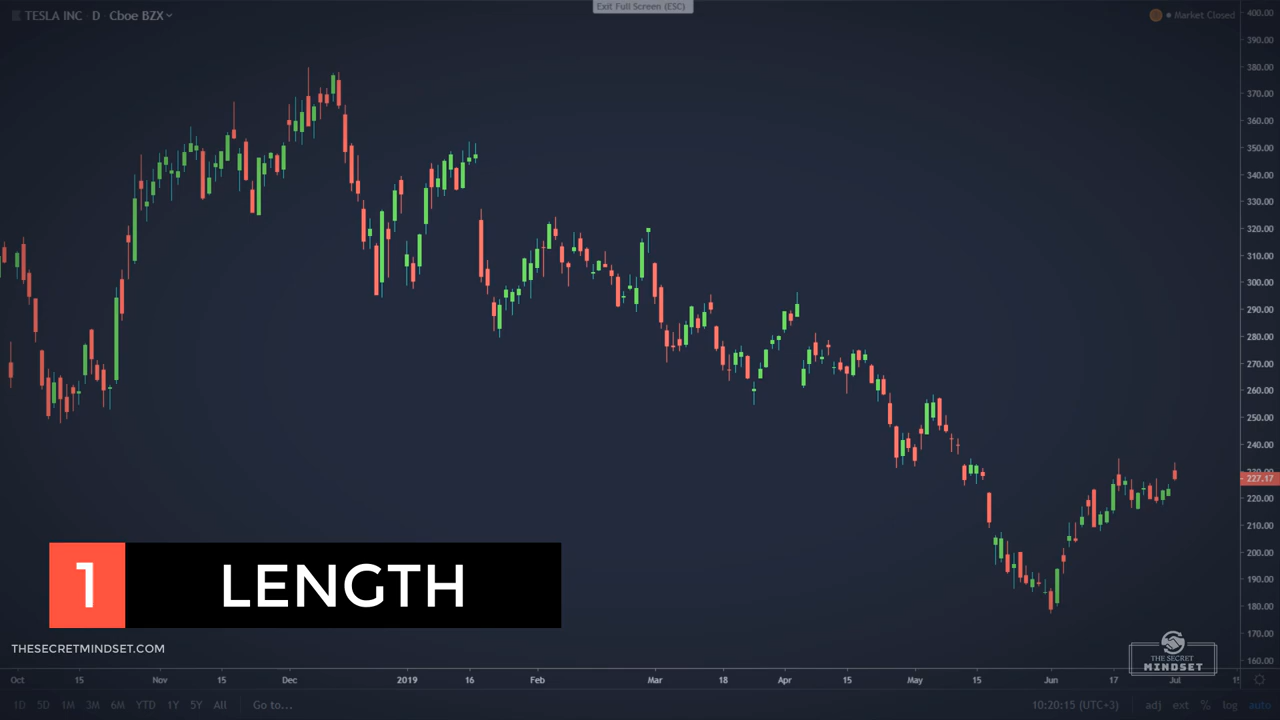 Exit Full Screen (ESC)
TESLA INC D Cboe BZX
Market Closed
400.00
390.00
380.00
370.00
360.00
350.00
340.00
330.00
320.00
310.00
300.00
290.00
280.00
270.00
260.00
250.00
240.00
230.00
227.17
220.00
210.00
200.00
190.00
180.00
170.00
160.00
1 LENGTH
THESECRETMINDSET.COM
THE SECRET
MINDSET
Oct 15 Nov 15 Dec 2019 16 Feb Mar 18 Apr 15 May 15 Jun 17 Jul 15
1D 5D 1M 3M 6M YTD 1Y 5Y All Go to... 10:20:15 (UTC+3) adj ext % log auto